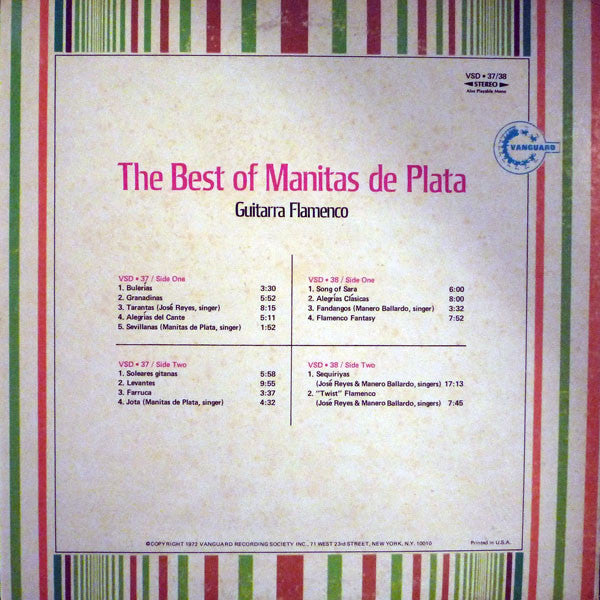 VSD • 37/38
STEREO
Also Playable Mono
VANGUARD
The Best of Manitas de Plata
Guitarra Flamenco
VSD • 37 / Side One
1. Bulerias 3:30
2. Granadinas 5:52
3. Tarantas (José Reyes, singer) 8:15
4. Alegrías del Cante 5:11
5. Sevillanas (Manitas de Plata, singer) 1:52
VSD • 38 / Side One
1. Song of Sara 6:00
2. Alegrías Clásicas 8:00
3. Fandangos (Manero Ballardo, singer) 3:32
4. Flamenco Fantasy 7:52
VSD • 37 / Side Two
1. Soleares gitanas 5:58
2. Levantes 9:55
3. Farruca 3:37
4. Jota (Manitas de Plata, singer) 4:32
VSD • 38 / Side Two
1. Sequiriyas
(José Reyes & Manero Ballardo, singers) 17:13
2. "Twist" Flamenco
(José Reyes & Manero Ballardo, singers) 7:45
©COPYRIGHT 1972 VANGUARD RECORDING SOCIETY INC., 71 WEST 23rd STREET, NEW YORK, N.Y. 10010
Printed in U.S.A.